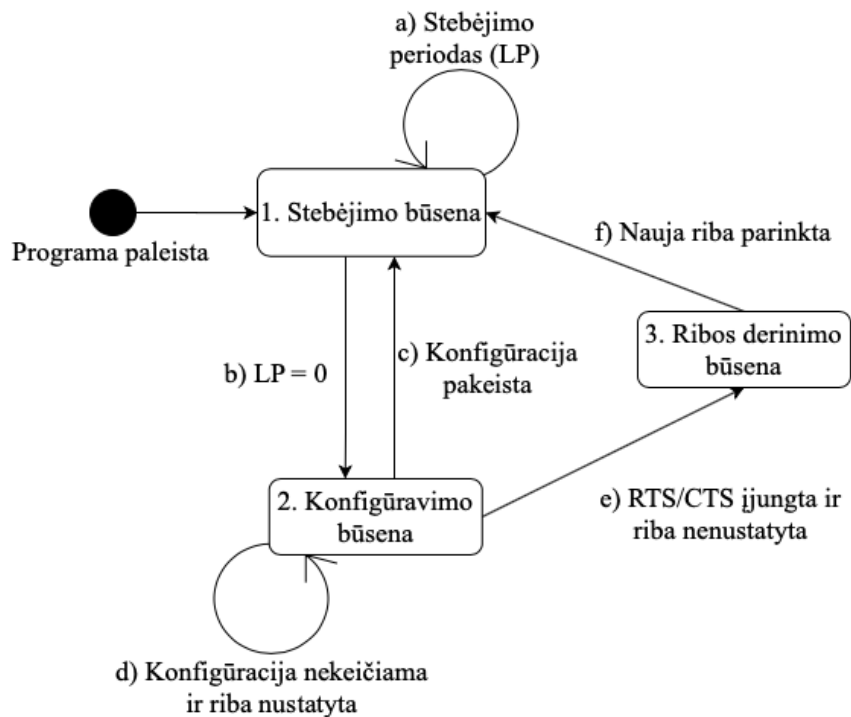 a) Stebėjimo
periodas (LP)
1. Stebėjimo būsena
Programa paleista
f) Nauja riba parinkta
3. Ribos derinimo
būsena
b) LP = 0
c) Konfigūracija
pakeista
2. Konfigūravimo
būsena
e) RTS/CTS įjungta ir
riba nenustatyta
d) Konfigūracija nekeičiama
ir riba nustatyta